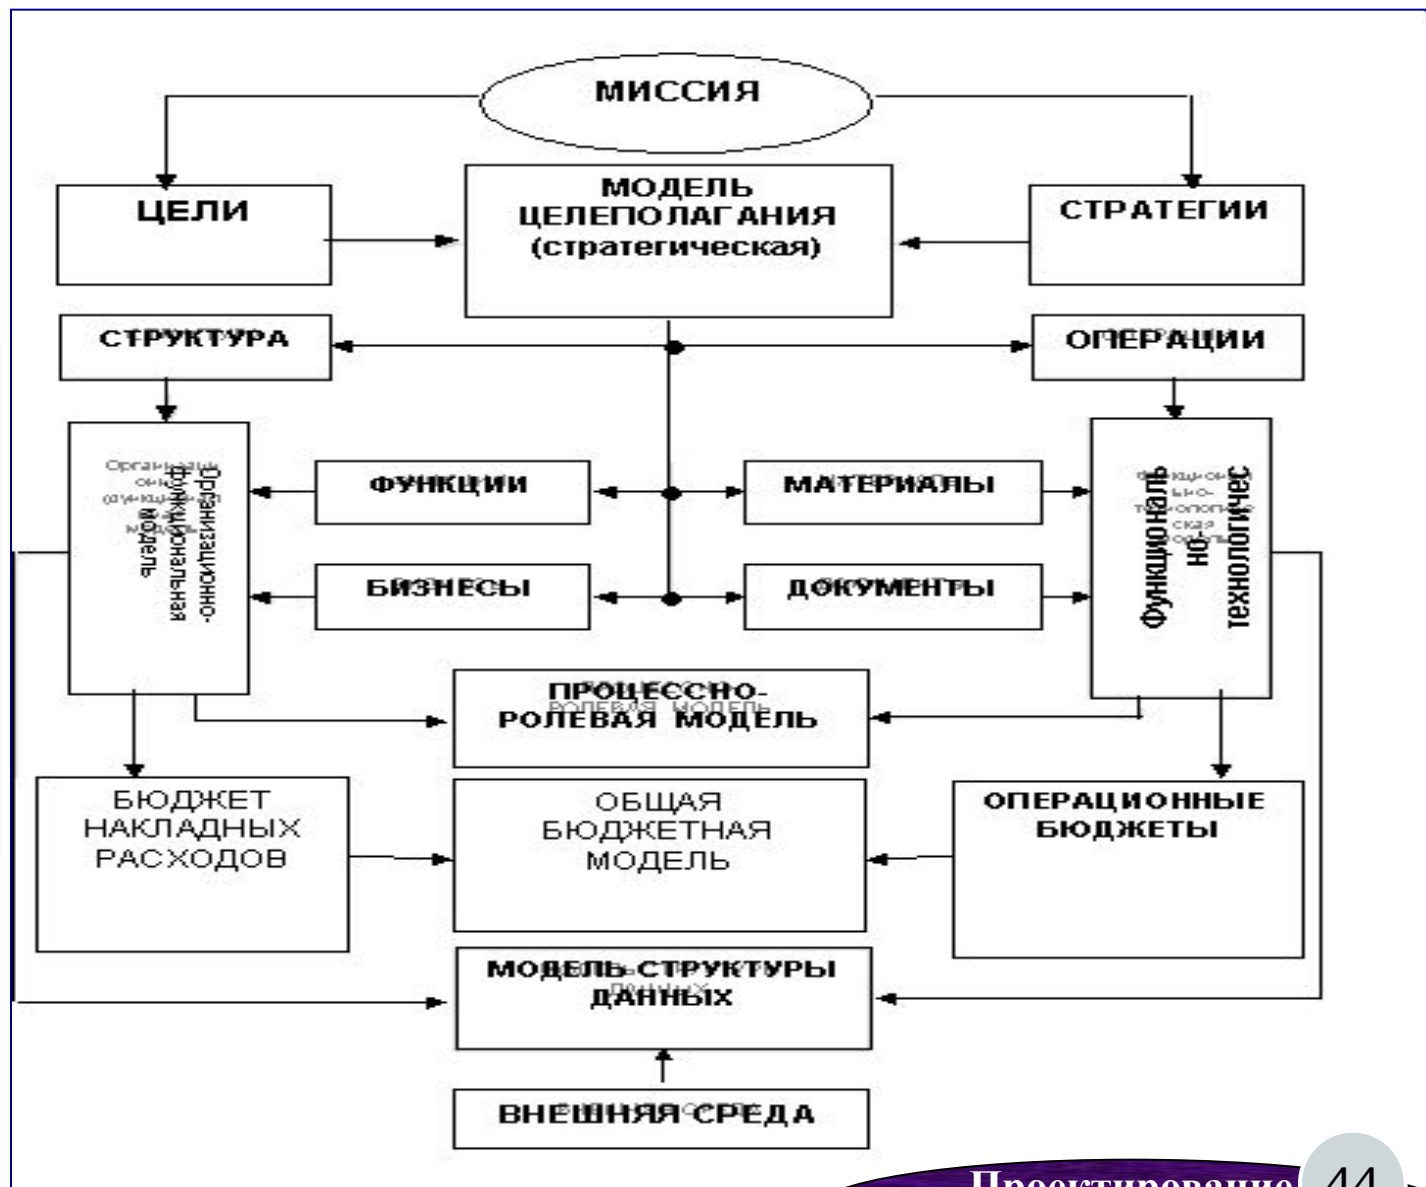 МИССИЯ
ЦЕЛИ
МОДЕЛЬ
ЦЕЛЕПОЛАГАНИЯ
(стратегическая)
СТРАТЕГИИ
СТРУКТУРА
ОПЕРАЦИИ
Организационно-
функциональная
модель
ФУНКЦИИ
МАТЕРИАЛЫ
Функциональ
но-
технологичес
БИЗНЕСЫ
ДОКУМЕНТЫ
ПРОЦЕССНО-
РОЛЕВАЯ МОДЕЛЬ
БЮДЖЕТ
НАКЛАДНЫХ
РАСХОДОВ
ОБЩАЯ
БЮДЖЕТНАЯ
МОДЕЛЬ
ОПЕРАЦИОННЫЕ
БЮДЖЕТЫ
МОДЕЛЬ СТРУКТУРЫ
ДАННЫХ
ВНЕШНЯЯ СРЕДА
Проектирование
44